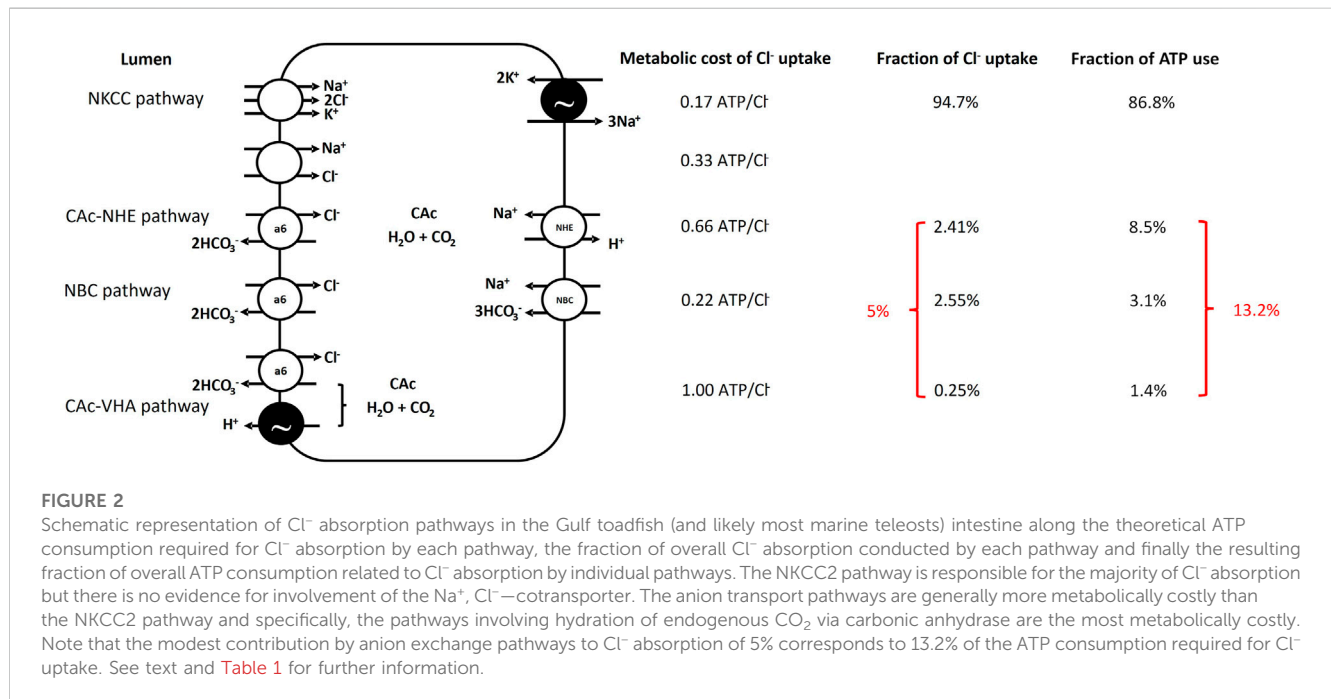 Lumen Metabolic cost of Cl⁻ uptake Fraction of Cl⁻ uptake Fraction of ATP use
NKCC pathway Na⁺ 2K⁺
2Cl⁻ ~ 0.17 ATP/Cl⁻ 94.7% 86.8%
K⁺ 3Na⁺
Na⁺
Cl⁻ 0.33 ATP/Cl⁻
CAc-NHE pathway Cl⁻ CAc Na⁺ 0.66 ATP/Cl⁻ 2.41% 8.5%
a6 H₂O + CO₂ NHE
2HCO₃⁻ H⁺
NBC pathway Cl⁻ Na⁺
a6 NBC 0.22 ATP/Cl⁻ 2.55% 3.1%
2HCO₃⁻ 3HCO₃⁻ 5% 13.2%
Cl⁻
a6
2HCO₃⁻ CAc 1.00 ATP/Cl⁻ 0.25% 1.4%
CAc-VHA pathway H₂O + CO₂
H⁺ ~
FIGURE 2
Schematic representation of Cl⁻ absorption pathways in the Gulf toadfish (and likely most marine teleosts) intestine along the theoretical ATP
consumption required for Cl⁻ absorption by each pathway, the fraction of overall Cl⁻ absorption conducted by each pathway and finally the resulting
fraction of overall ATP consumption related to Cl⁻ absorption by individual pathways. The NKCC2 pathway is responsible for the majority of Cl⁻ absorption
but there is no evidence for involvement of the Na⁺, Cl⁻—cotransporter. The anion transport pathways are generally more metabolically costly than
the NKCC2 pathway and specifically, the pathways involving hydration of endogenous CO₂ via carbonic anhydrase are the most metabolically costly.
Note that the modest contribution by anion exchange pathways to Cl⁻ absorption of 5% corresponds to 13.2% of the ATP consumption required for Cl⁻
uptake. See text and Table 1 for further information.